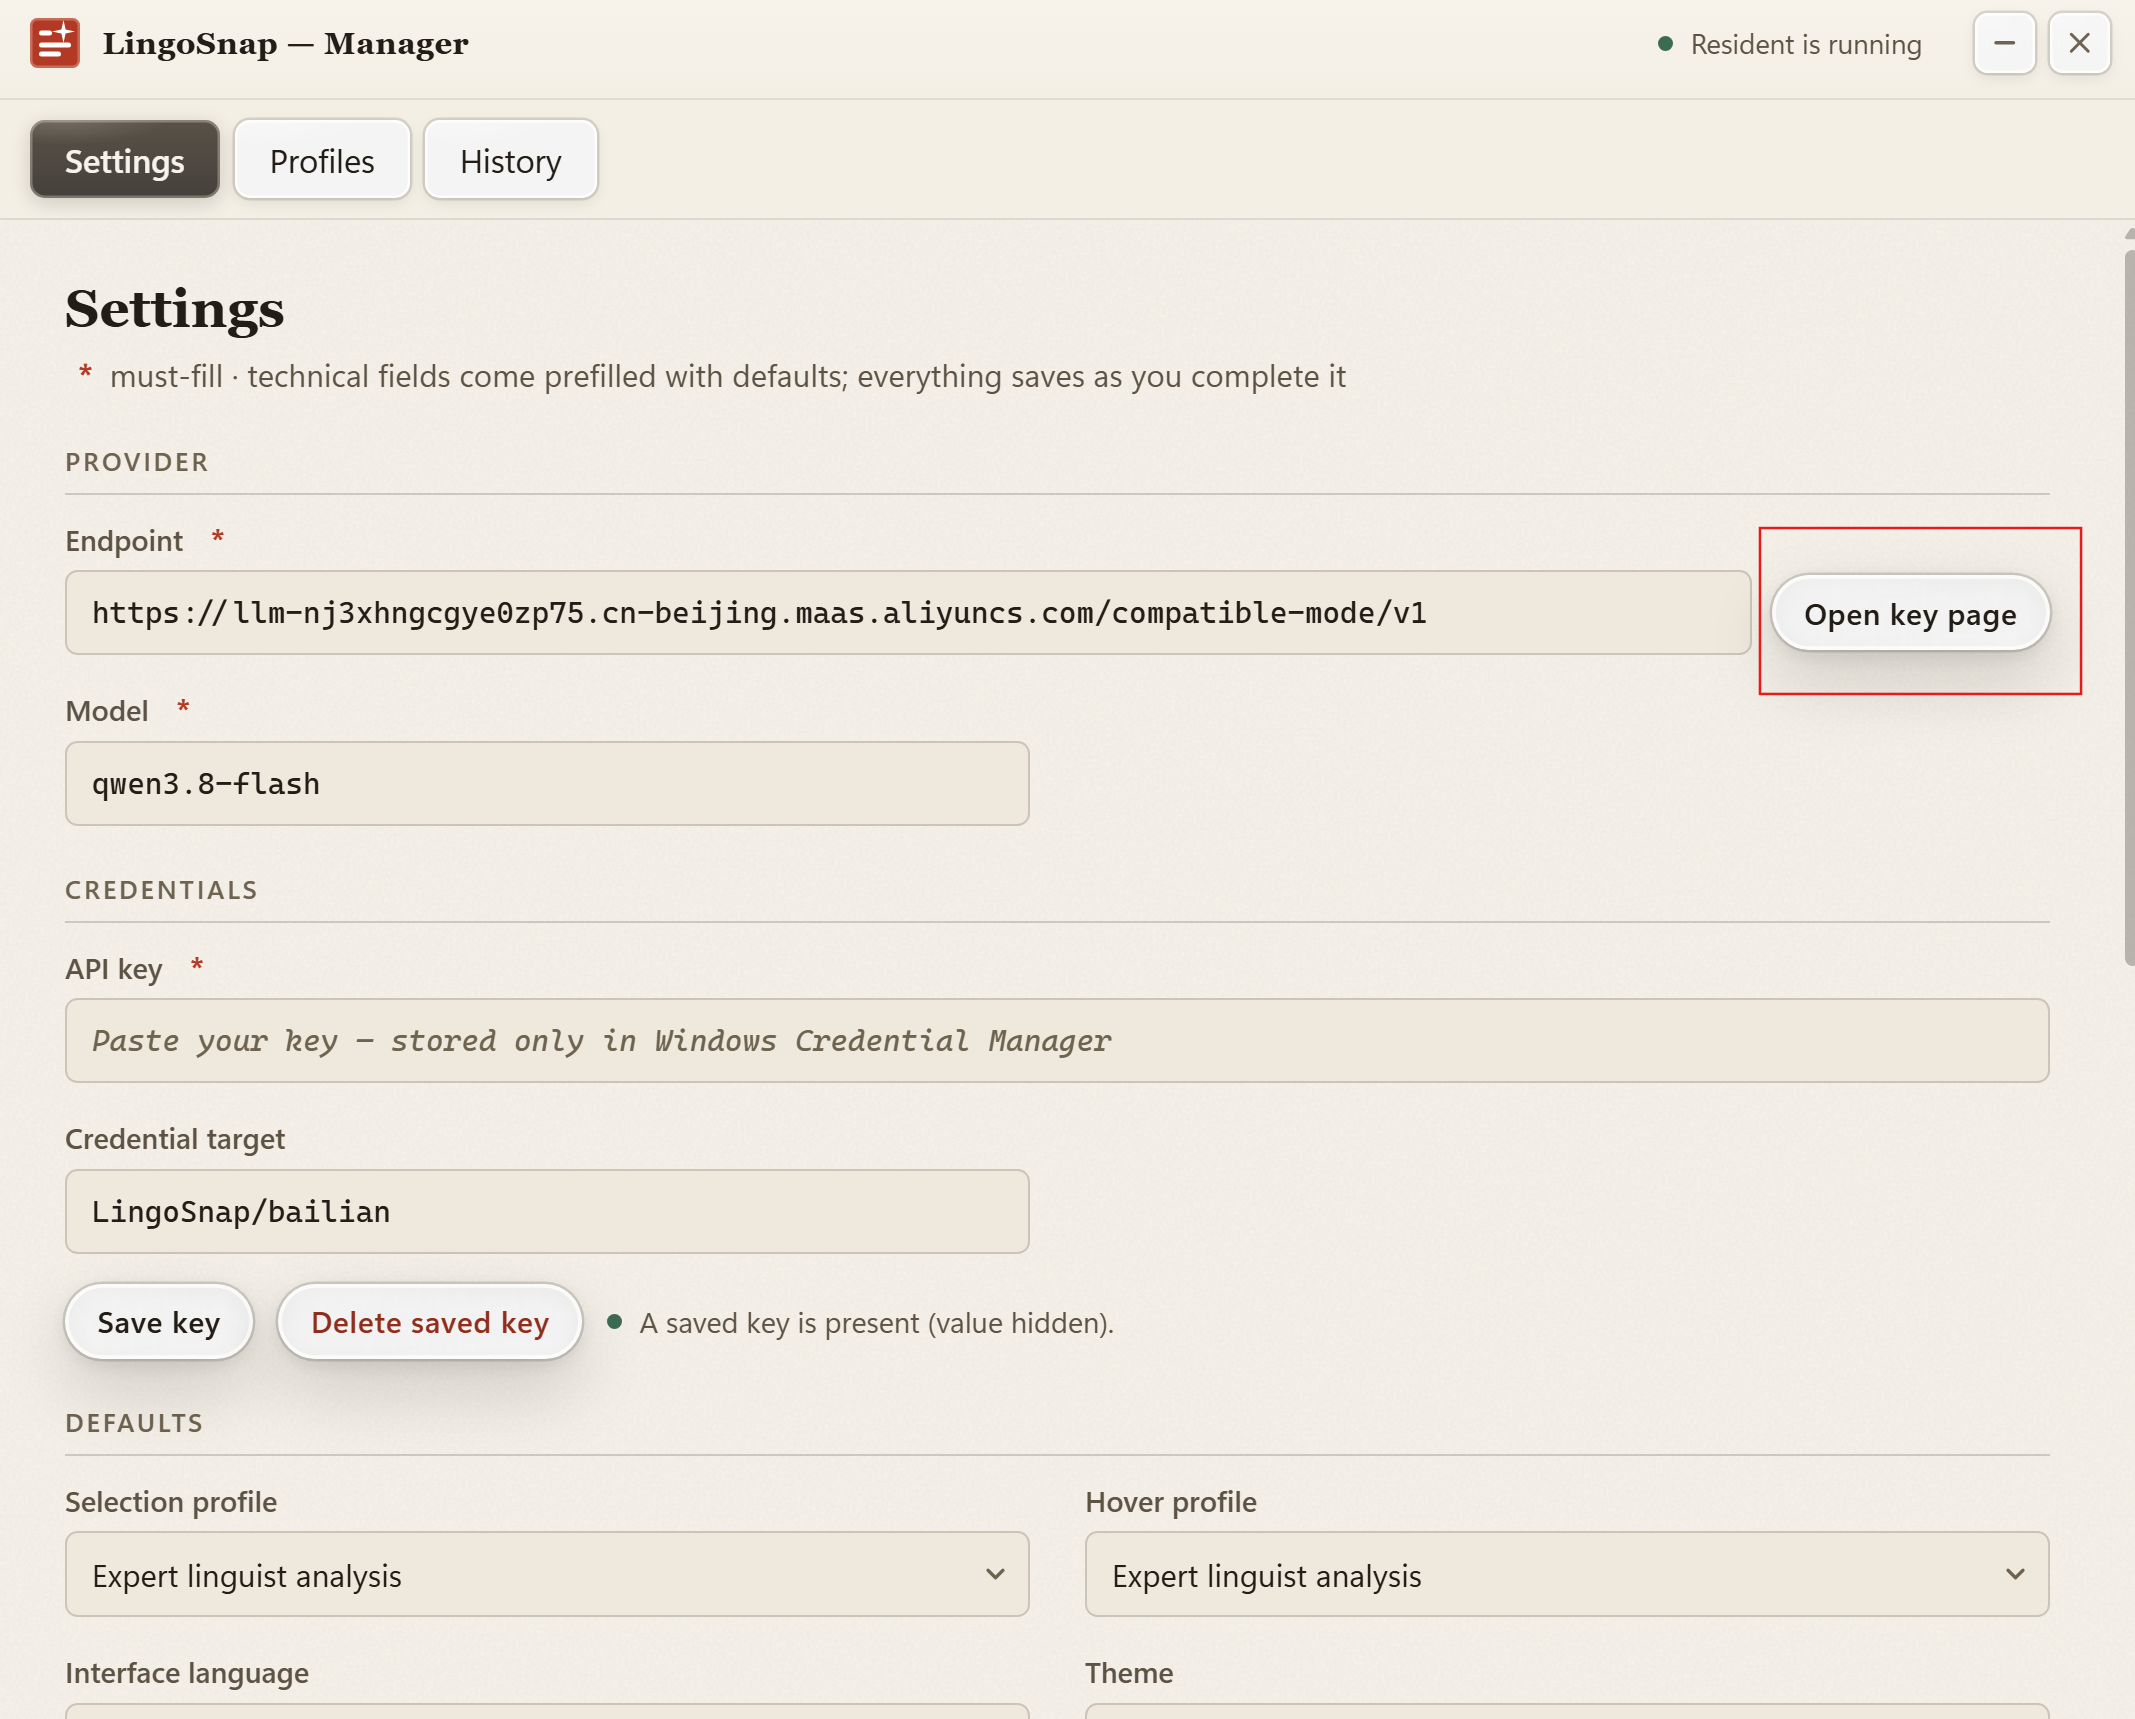 LingoSnap — Manager
Resident is running
Settings
Profiles
History
Settings
* must-fill · technical fields come prefilled with defaults; everything saves as you complete it
PROVIDER
Endpoint *
https://llm-nj3xhngcgye0zp75.cn-beijing.maas.aliyuncs.com/compatible-mode/v1
Open key page
Model *
qwen3.8-flash
CREDENTIALS
API key *
Paste your key — stored only in Windows Credential Manager
Credential target
LingoSnap/bailian
Save key
Delete saved key
A saved key is present (value hidden).
DEFAULTS
Selection profile
Hover profile
Expert linguist analysis
Expert linguist analysis
Interface language
Theme